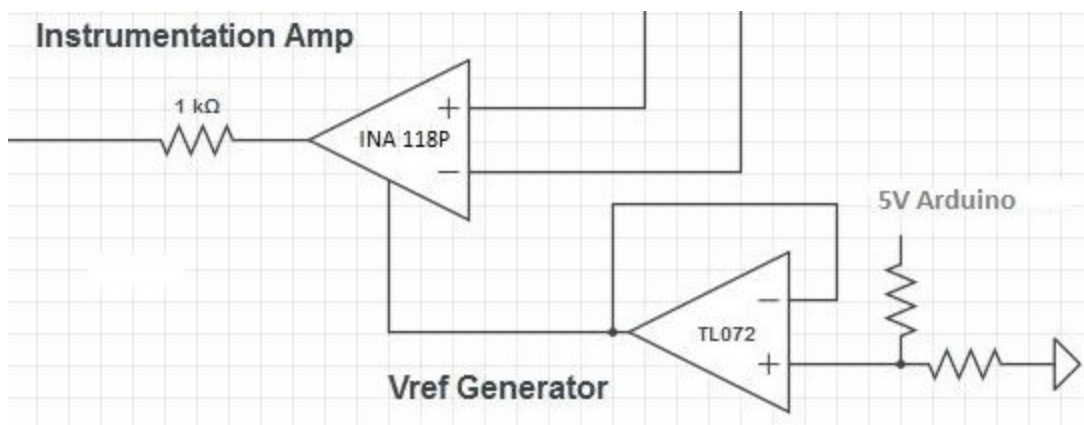 Instrumentation Amp
1 kΩ
+
INA 118P
−
5V Arduino
−
TL072
+
Vref Generator